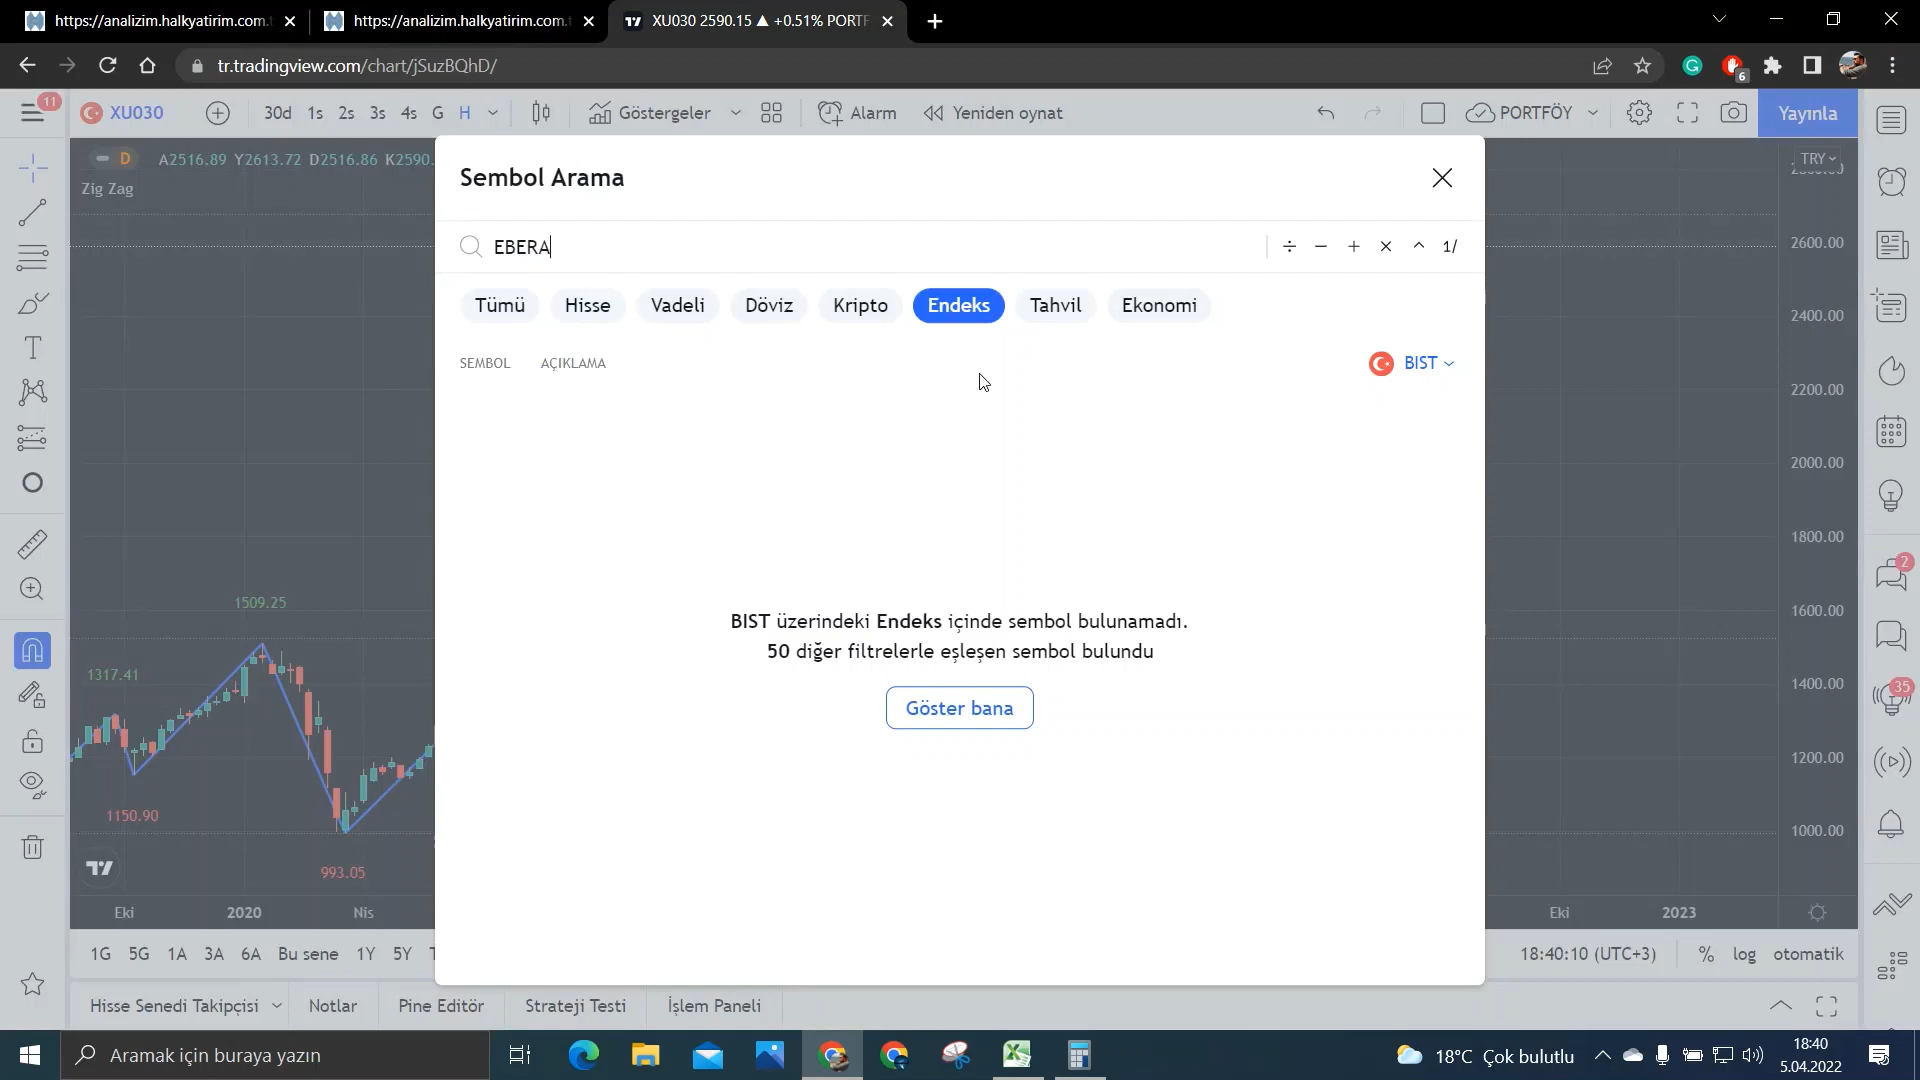 https://analizim.halkyatirim.com.
https://analizim.halkyatirim.com.
XU030 2590.15 ▲ +0.51% PORTF
tr.tradingview.com/chart/jSuzBQhD/
6
11
XU030
30d 1s 2s 3s 4s G H
Göstergeler
Alarm
Yeniden oynat
PORTFÖY
Yayınla
D A2516.89 Y2613.72 D2516.86 K2590.
Zig Zag
TRY
Sembol Arama
EBERA
÷ − + × ^ 1/
Tümü Hisse Vadeli Döviz Kripto Endeks Tahvil Ekonomi
SEMBOL AÇIKLAMA
BIST
BIST üzerindeki Endeks içinde sembol bulunamadı.
50 diğer filtrelerle eşleşen sembol bulundu
Göster bana
2600.00
2400.00
2200.00
2000.00
1800.00
1600.00
1400.00
1200.00
1000.00
1509.25
1317.41
1150.90
993.05
2
35
Eki 2020 Nis Eki 2023
1G 5G 1A 3A 6A Bu sene 1Y 5Y
18:40:10 (UTC+3) % log otomatik
Hisse Senedi Takipçisi Notlar Pine Editör Strateji Testi İşlem Paneli
Aramak için buraya yazın
18°C Çok bulutlu
18:40
5.04.2022